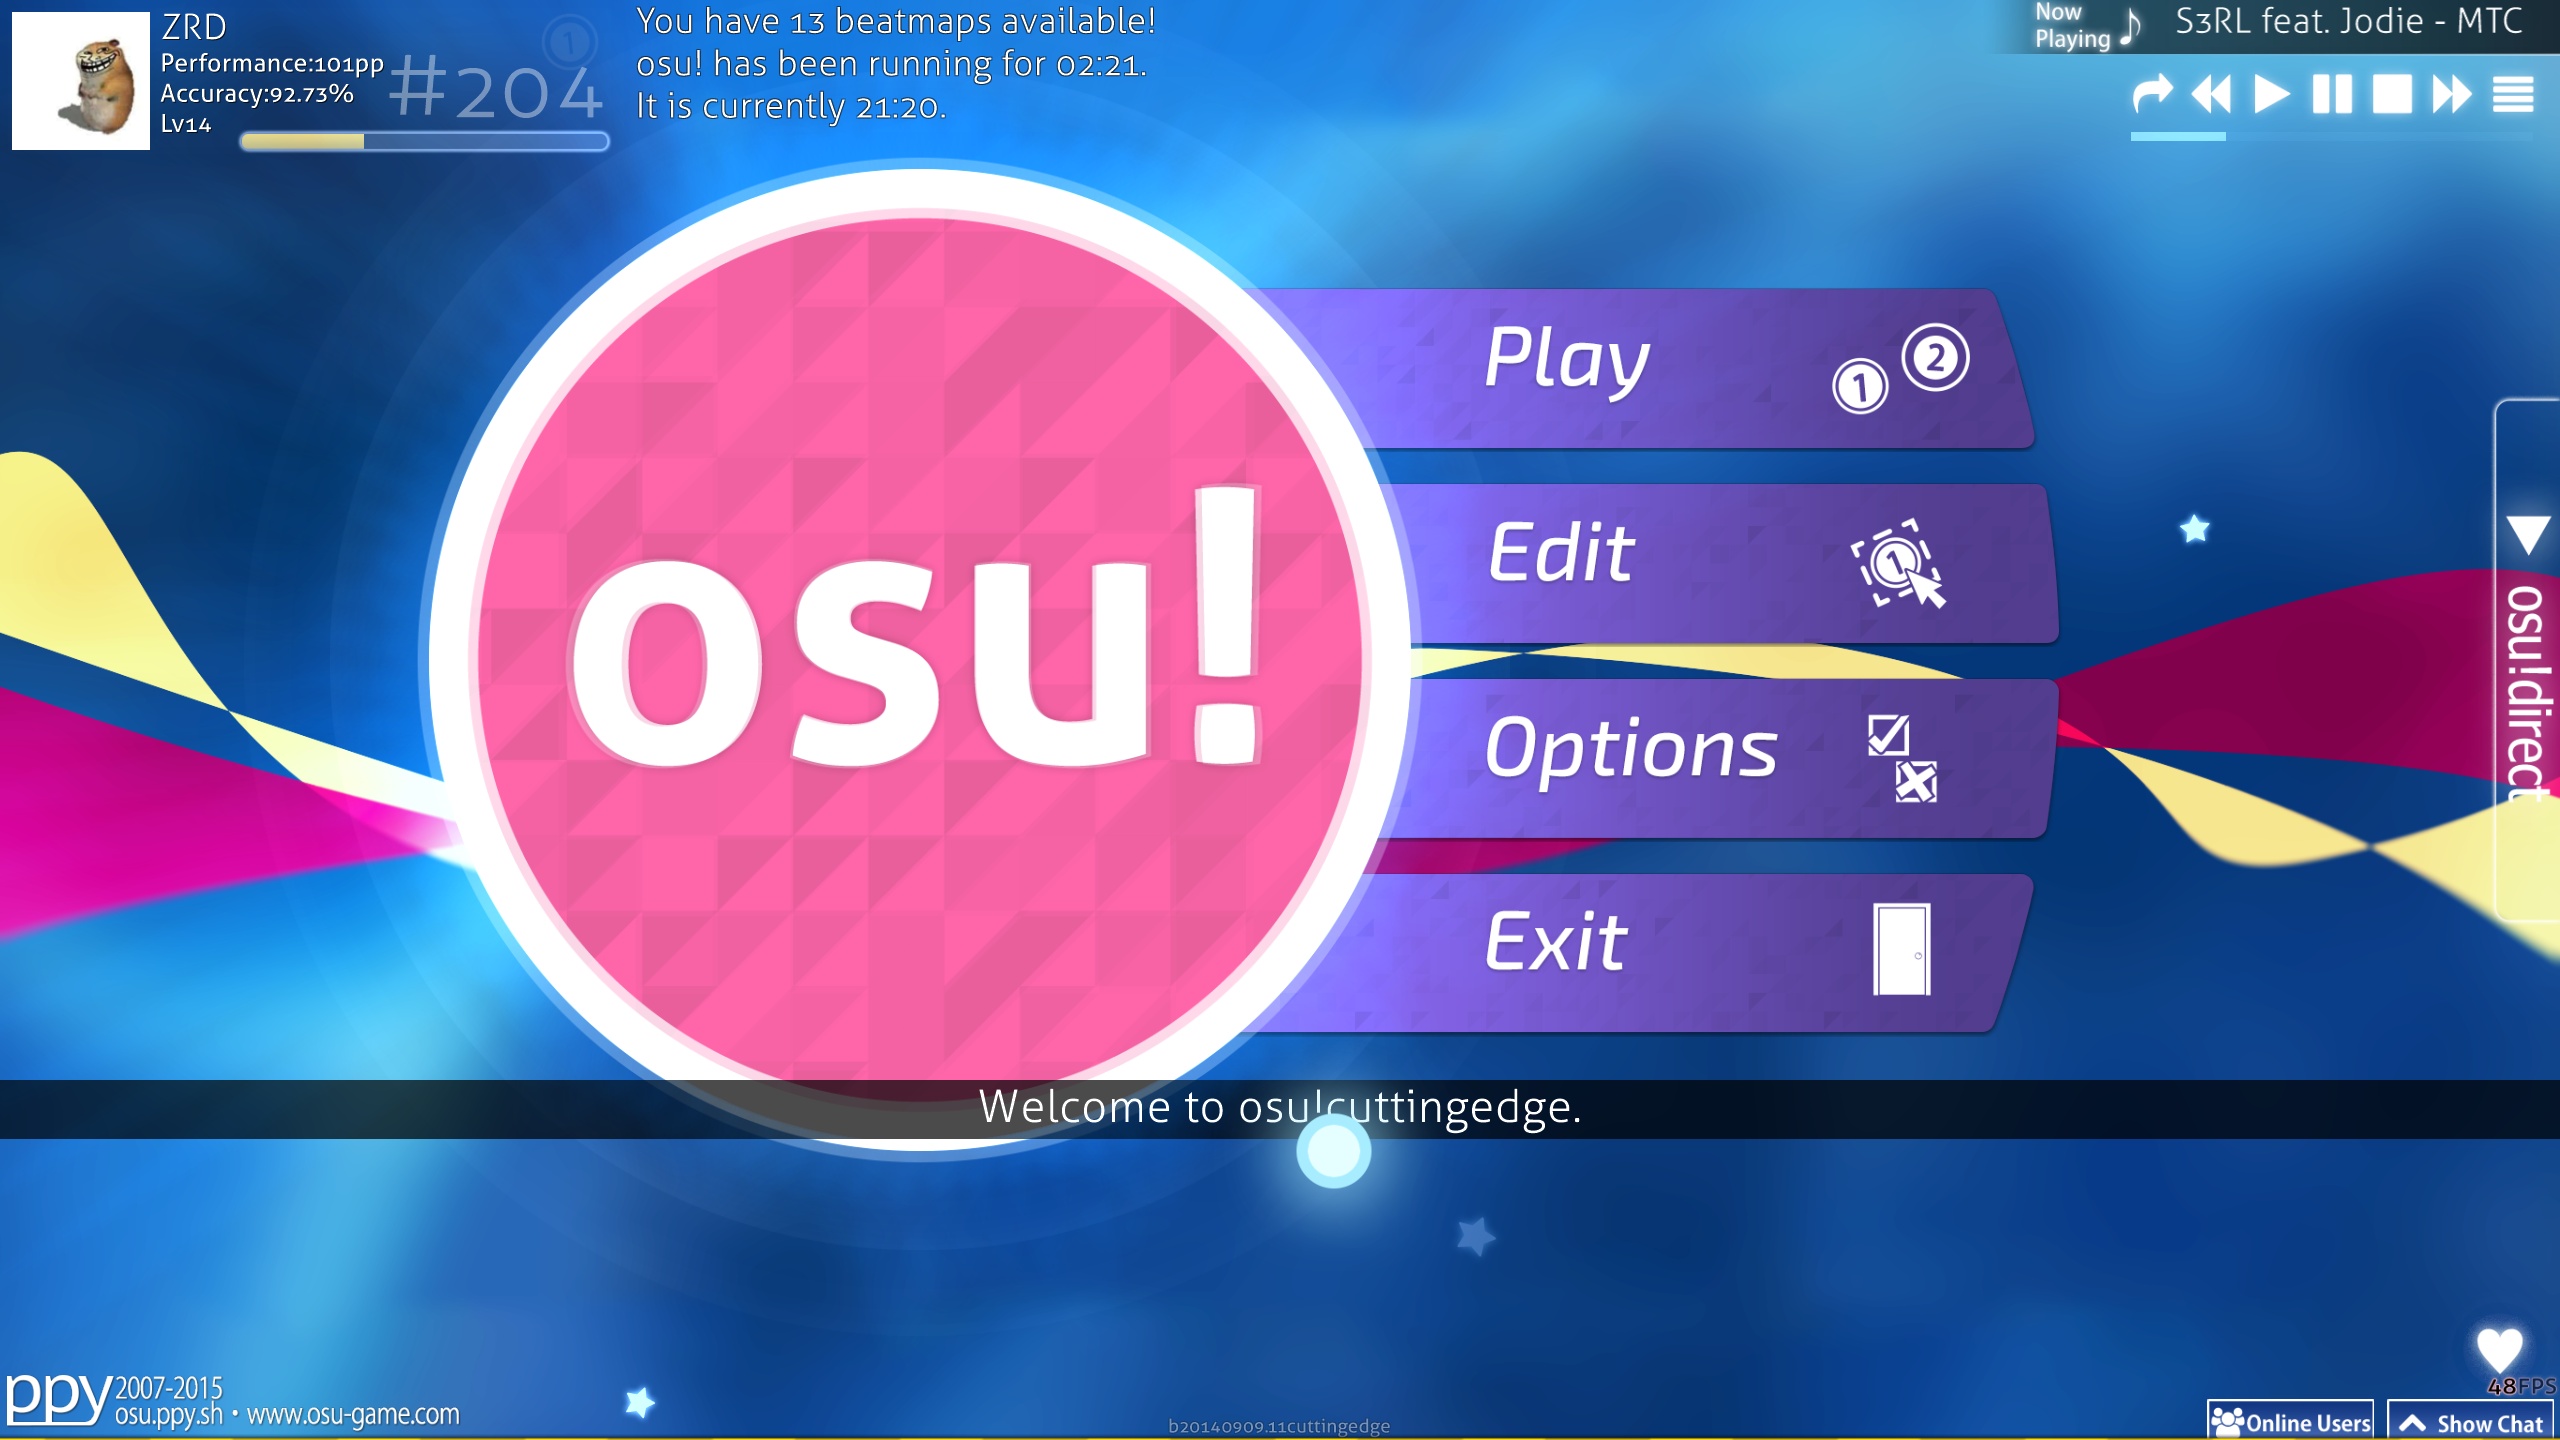 ZRD
Performance:101pp
Accuracy:92.73%
Lv14
#204
1
You have 13 beatmaps available!
osu! has been running for 02:21.
It is currently 21:20.
Now
Playing
S3RL feat. Jodie - MTC
osu!
Play
1
2
Edit
1
Options
Exit
osu!direct
Welcome to osu!cuttingedge.
ppy
2007-2015
osu.ppy.sh • www.osu-game.com
b20140909.11cuttingedge
48FPS
Online Users
Show Chat